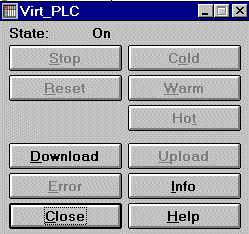 Virt_PLC
State: On
Stop Cold
Reset Warm
Hot
Download Upload
Error Info
Close Help